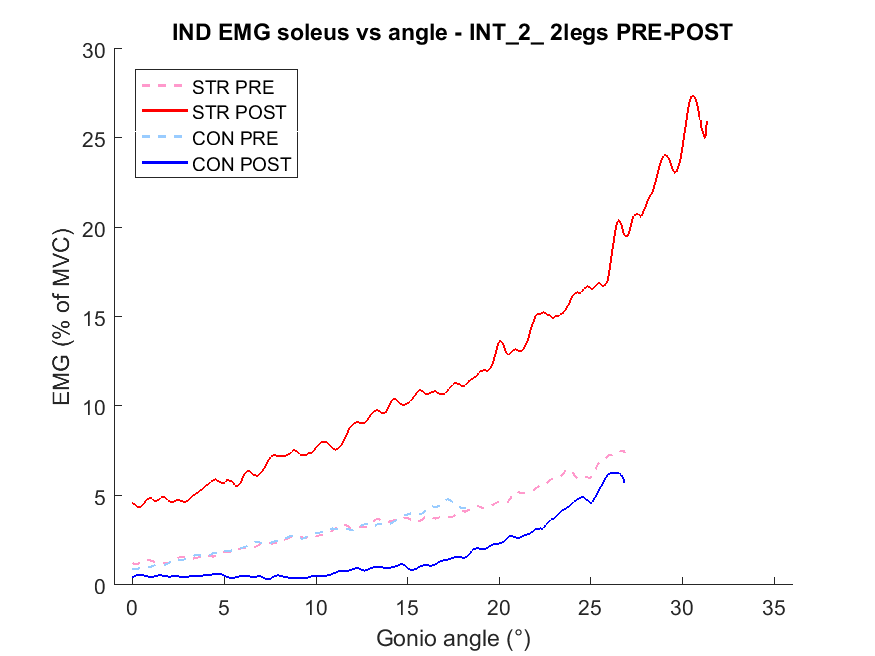 IND EMG soleus vs angle - INT_2_ 2legs PRE-POST
30
25
20
15
10
5
0
EMG (% of MVC)
STR PRE
STR POST
CON PRE
CON POST
0 5 10 15 20 25 30 35
Gonio angle (°)